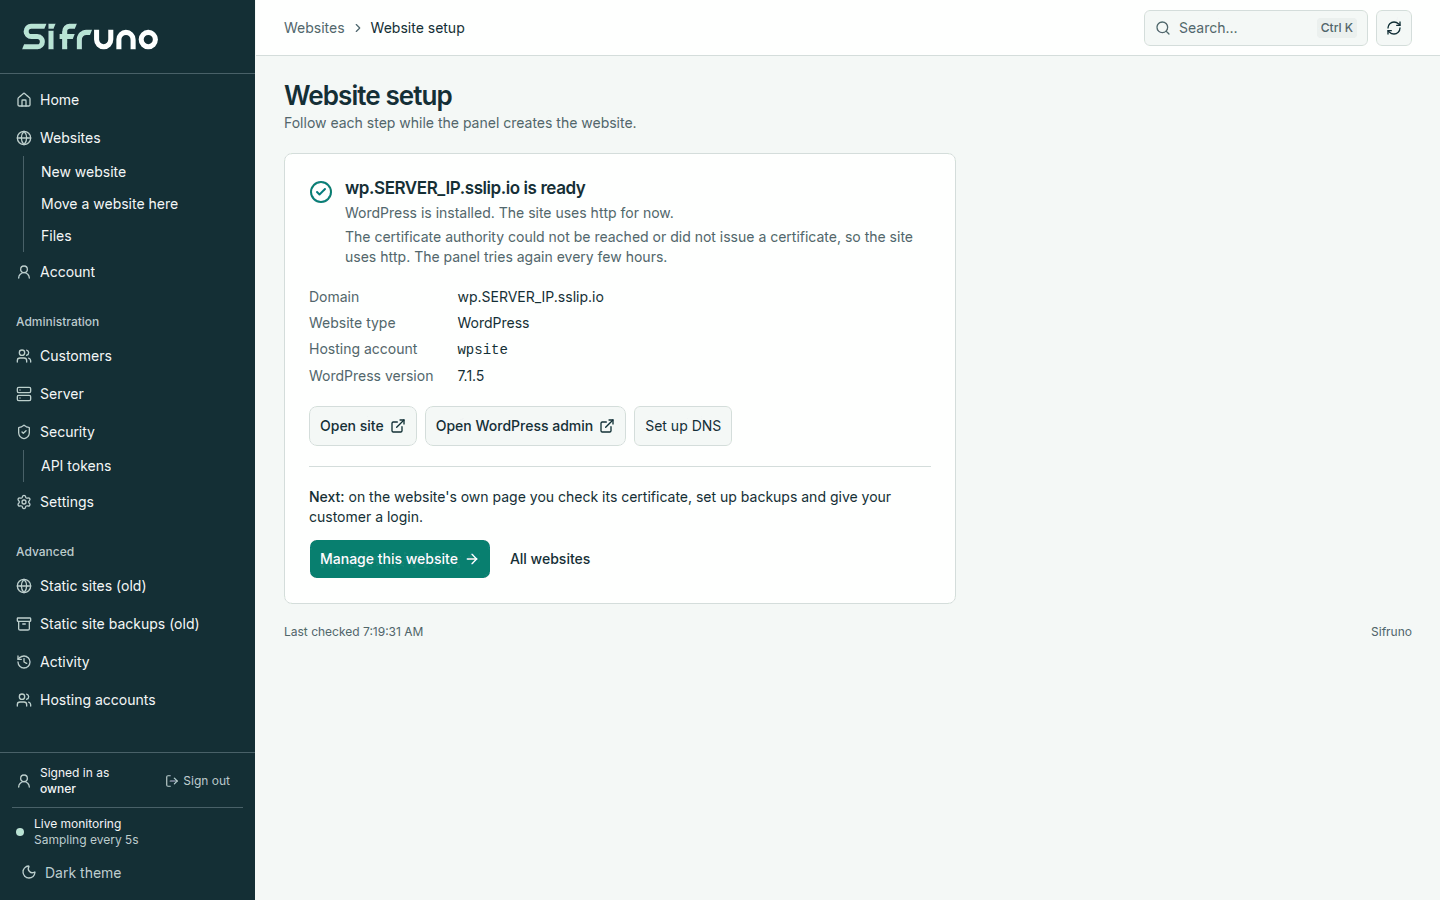 Sifruno
Home
Websites
New website
Move a website here
Files
Account
Administration
Customers
Server
Security
API tokens
Settings
Advanced
Static sites (old)
Static site backups (old)
Activity
Hosting accounts
Signed in as
owner
Sign out
Live monitoring
Sampling every 5s
Dark theme
Websites > Website setup
Search...
Ctrl K
Website setup
Follow each step while the panel creates the website.
wp.SERVER_IP.sslip.io is ready
WordPress is installed. The site uses http for now.
The certificate authority could not be reached or did not issue a certificate, so the site
uses http. The panel tries again every few hours.
Domain wp.SERVER_IP.sslip.io
Website type WordPress
Hosting account wpsite
WordPress version 7.1.5
Open site
Open WordPress admin
Set up DNS
Next: on the website's own page you check its certificate, set up backups and give your
customer a login.
Manage this website →
All websites
Last checked 7:19:31 AM
Sifruno